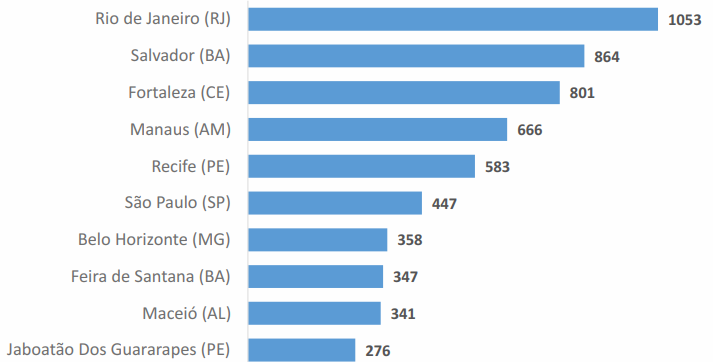 Rio de Janeiro (RJ) 1053
Salvador (BA) 864
Fortaleza (CE) 801
Manaus (AM) 666
Recife (PE) 583
São Paulo (SP) 447
Belo Horizonte (MG) 358
Feira de Santana (BA) 347
Maceió (AL) 341
Jaboatão Dos Guararapes (PE) 276